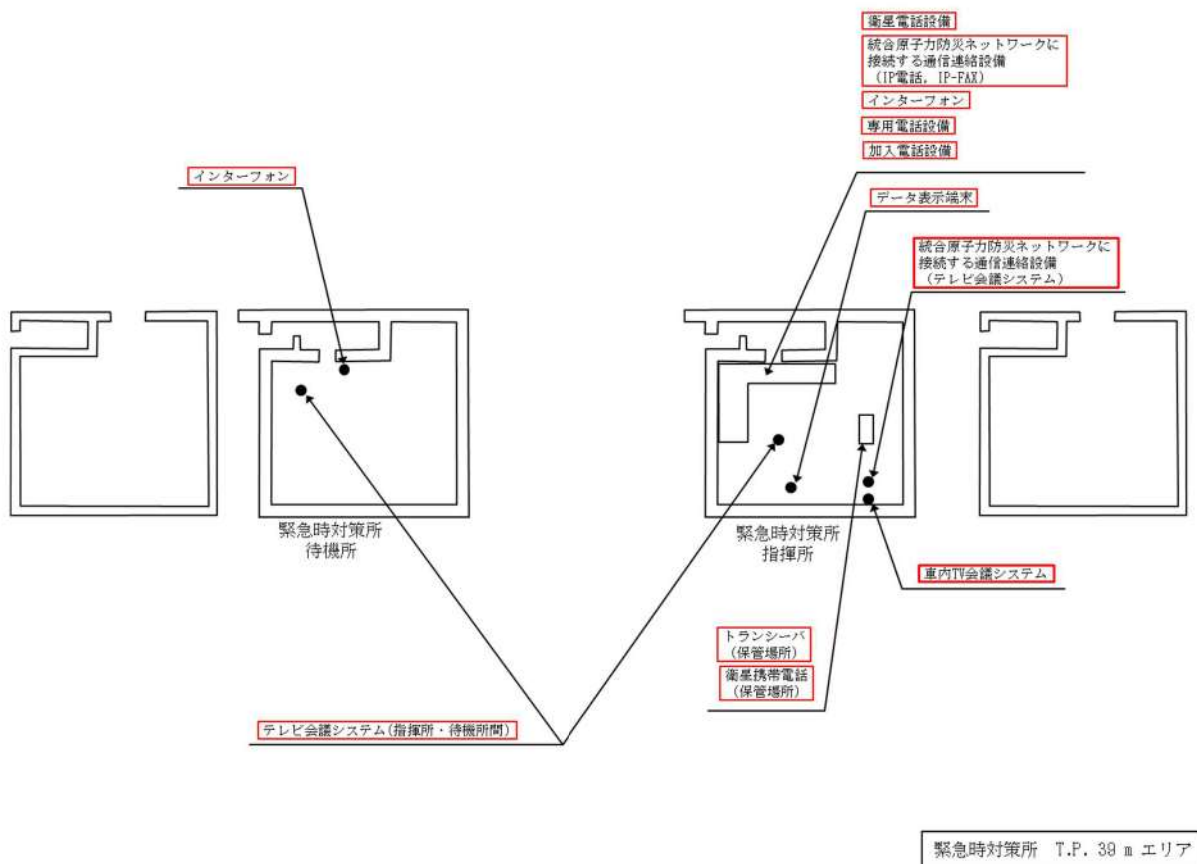 衛星電話設備
統合原子力防災ネットワークに
接続する通信連絡設備
(IP電話, IP-FAX)
インターフォン
専用電話設備
加入電話設備
インターフォン
データ表示端末
統合原子力防災ネットワークに
接続する通信連絡設備
(テレビ会議システム)
緊急時対策所
待機所
緊急時対策所
指揮所
車内TV会議システム
トランシーバ
(保管場所)
衛星携帯電話
(保管場所)
テレビ会議システム(指揮所・待機所間)
緊急時対策所 T.P. 39 m エリア